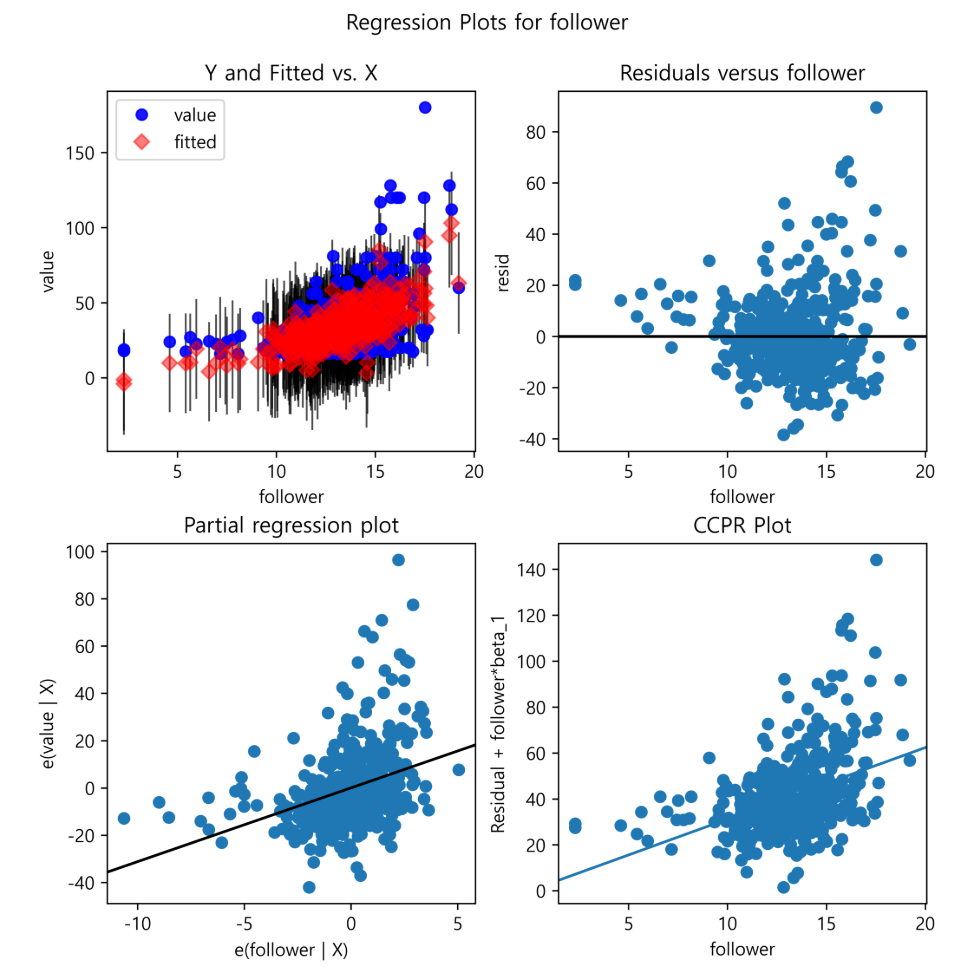 Regression Plots for follower
Y and Fitted vs. X
value
fitted
value
150
100
50
0
5
10
15
20
follower
Residuals versus follower
resid
80
60
40
20
0
-20
-40
5
10
15
20
follower
Partial regression plot
e(value | X)
100
80
60
40
20
0
-20
-40
-10
-5
0
5
e(follower | X)
CCPR Plot
Residual + follower*beta_1
140
120
100
80
60
40
20
0
5
10
15
20
follower